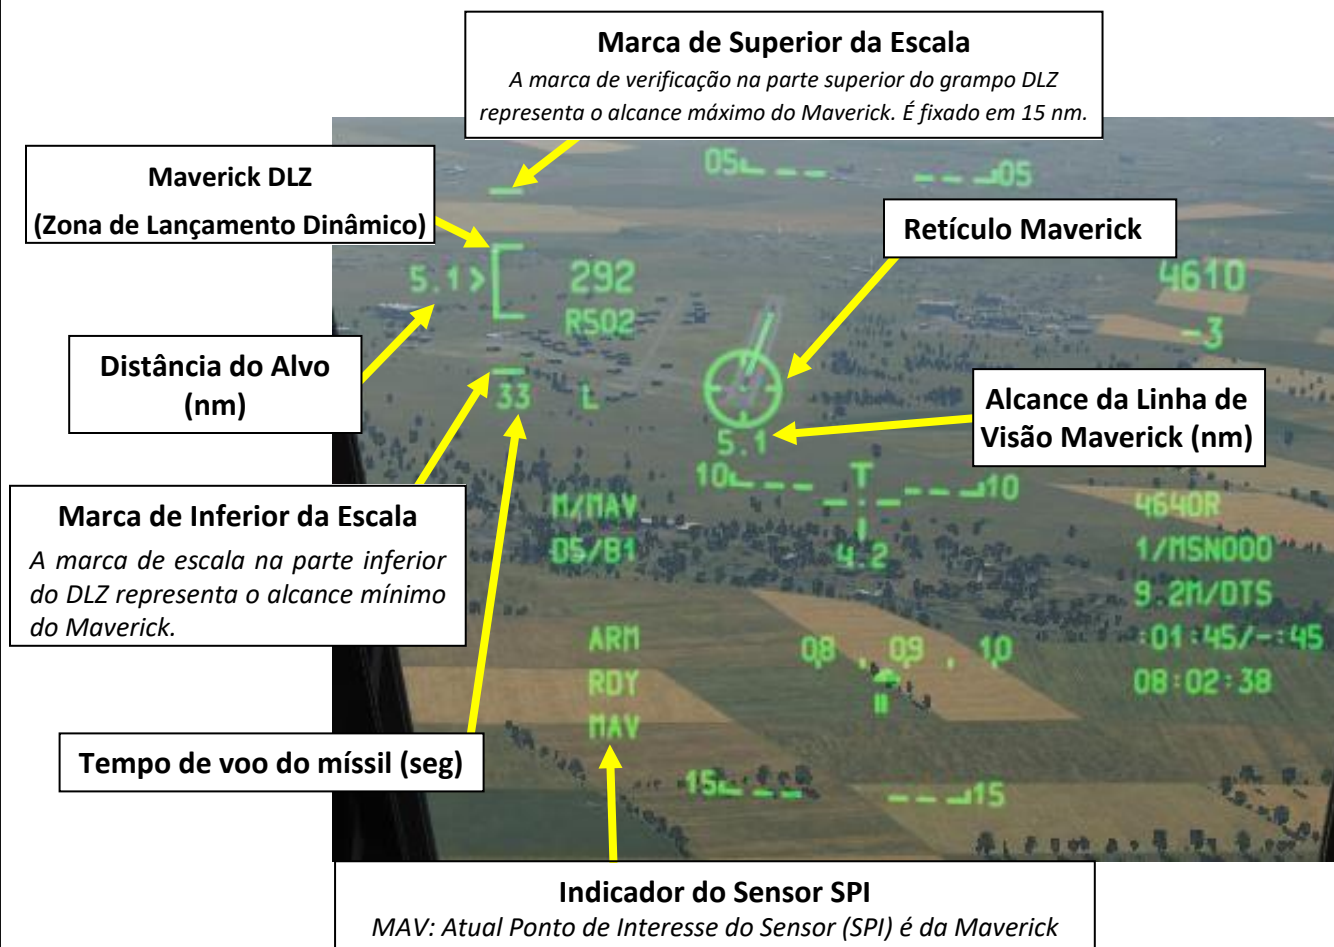 Marca de Superior da Escala
A marca de verificação na parte superior do grampo DLZ
representa o alcance máximo do Maverick. É fixado em 15 nm.
Maverick DLZ
(Zona de Lançamento Dinâmico)
05 05
Retículo Maverick
5.1> 292
RS02
4610
-3
Distância do Alvo
(nm)
33 L
5.1
Alcance da Linha de
Visão Maverick (nm)
10 T 10
Marca de Inferior da Escala
A marca de escala na parte inferior
do DLZ representa o alcance mínimo
do Maverick.
M/MAV
D5/B1
4.2
4640R
1/MSN000
9.2M/DTS
:01:45/-:45
08:02:38
ARM
RDY
MAV
08 . 09 . 10
Tempo de voo do míssil (seg)
15 15
Indicador do Sensor SPI
MAV: Atual Ponto de Interesse do Sensor (SPI) é da Maverick